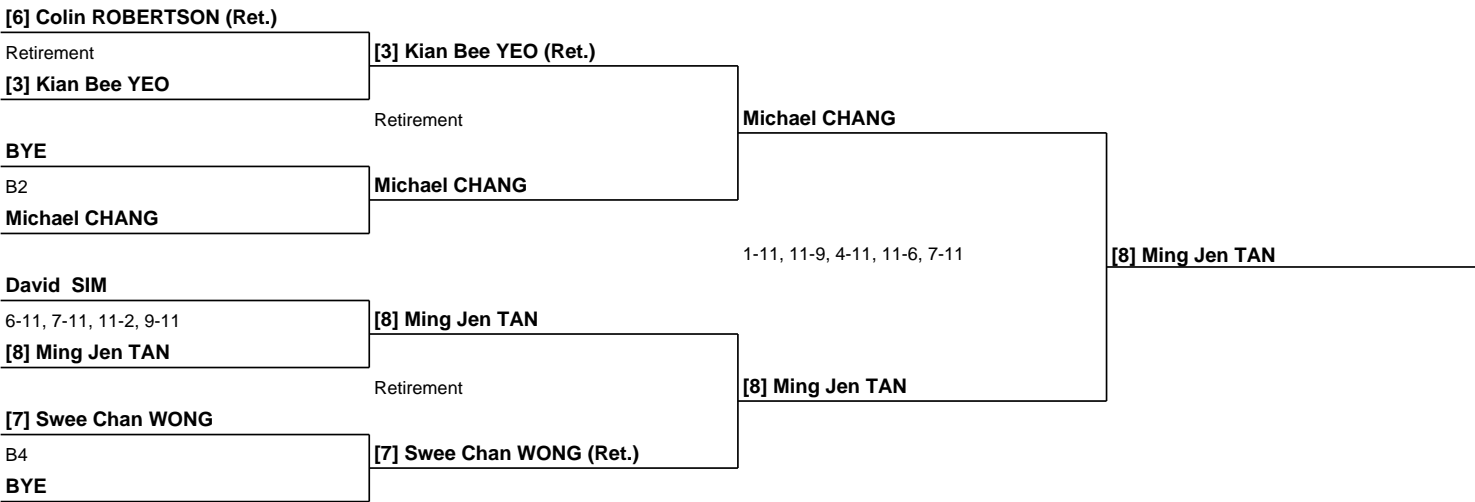 [6] Colin ROBERTSON (Ret.)
Retirement
[3] Kian Bee YEO (Ret.)
[3] Kian Bee YEO
Retirement
Michael CHANG
BYE
B2
Michael CHANG
Michael CHANG
1-11, 11-9, 4-11, 11-6, 7-11
[8] Ming Jen TAN
David  SIM
6-11, 7-11, 11-2, 9-11
[8] Ming Jen TAN
[8] Ming Jen TAN
Retirement
[8] Ming Jen TAN
[7] Swee Chan WONG
B4
[7] Swee Chan WONG (Ret.)
BYE